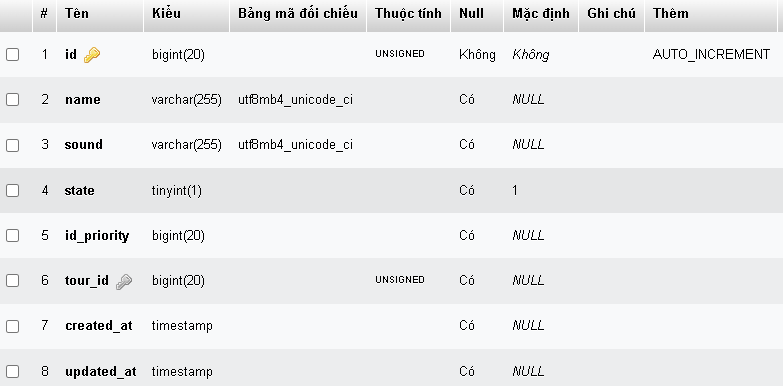 # Tên Kiểu Bảng mã đối chiếu Thuộc tính Null Mặc định Ghi chú Thêm
1 id bigint(20) UNSIGNED Không Không AUTO_INCREMENT
2 name varchar(255) utf8mb4_unicode_ci Có NULL
3 sound varchar(255) utf8mb4_unicode_ci Có NULL
4 state tinyint(1) Có 1
5 id_priority bigint(20) Có NULL
6 tour_id bigint(20) UNSIGNED Có NULL
7 created_at timestamp Có NULL
8 updated_at timestamp Có NULL